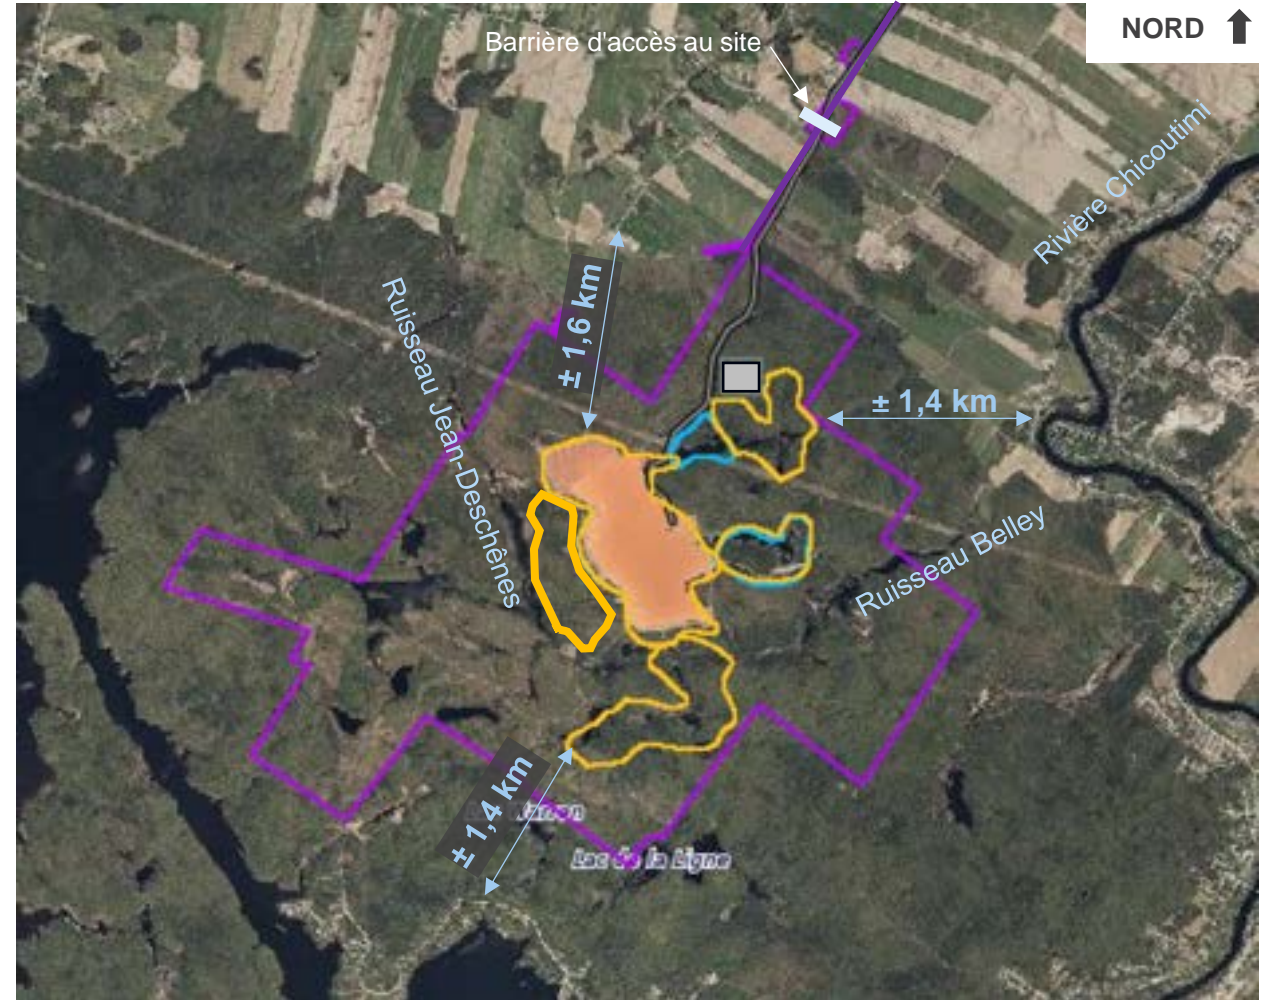 NORD
Barrière d'accès au site
Rivière Chicoutimi
± 1,6 km
Ruisseau Jean-Deschênes
± 1,4 km
Ruisseau Belley
± 1,4 km
Lac de la Ligne